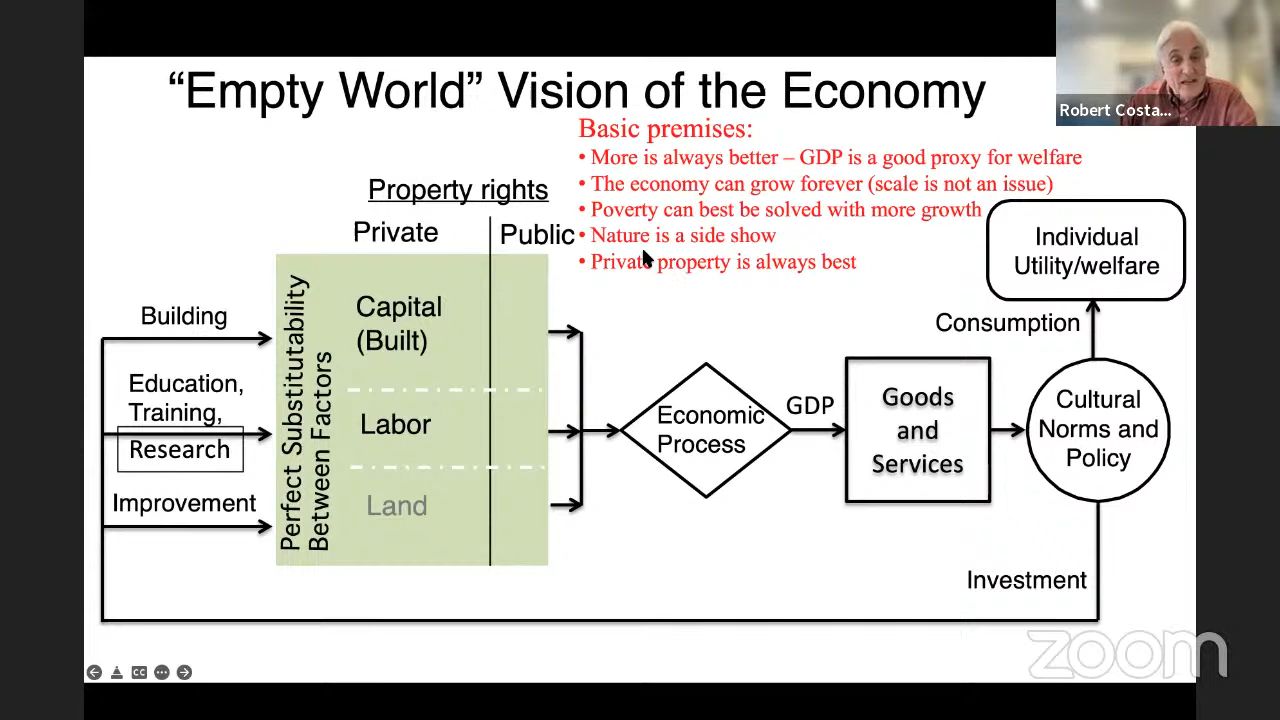 “Empty World” Vision of the Economy
Robert Costa...
Basic premises:
• More is always better – GDP is a good proxy for welfare
• The economy can grow forever (scale is not an issue)
• Poverty can best be solved with more growth
• Nature is a side show
• Private property is always best
Property rights
Private
Public
Individual
Utility/welfare
Building
Education,
Training,
Research
Improvement
Perfect Substitutability
Between Factors
Capital
(Built)
Labor
Land
Economic
Process
GDP
Goods
and
Services
Consumption
Cultural
Norms and
Policy
Investment
zoom
CC